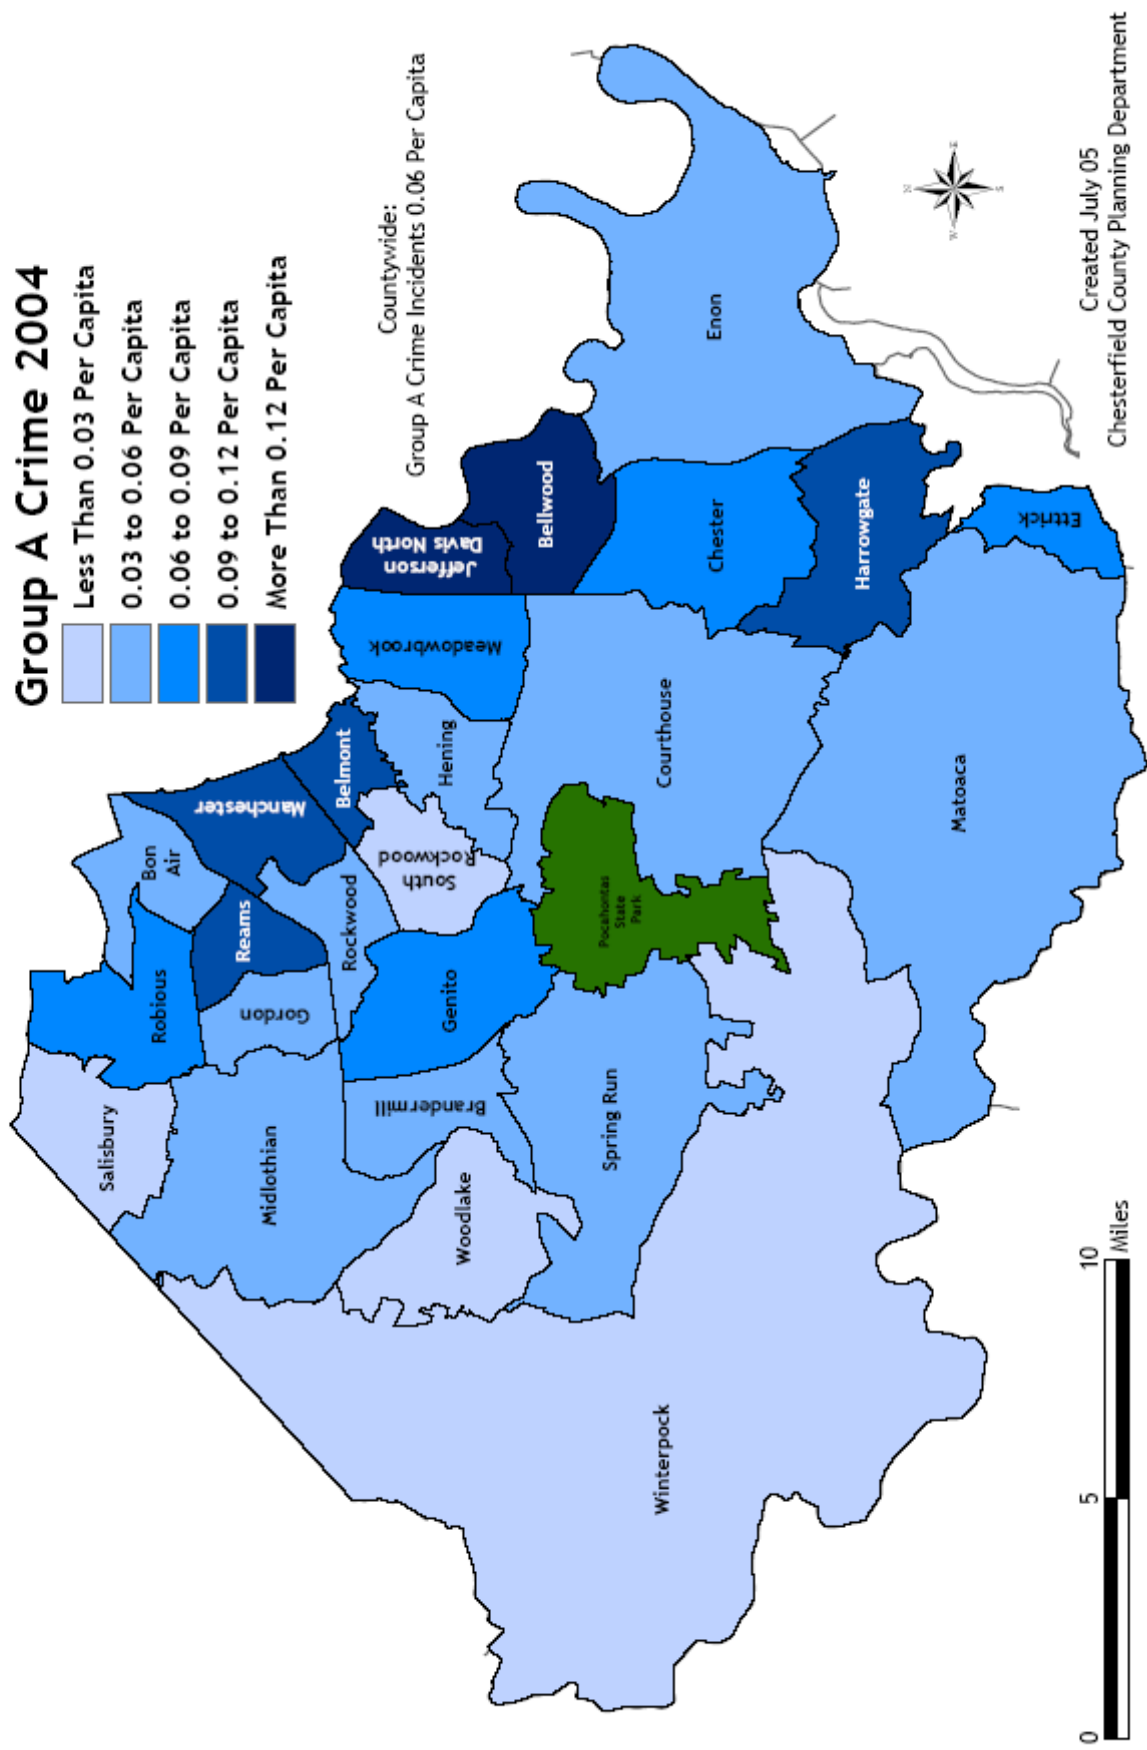 Group A Crime 2004
Less Than 0.03 Per Capita
0.03 to 0.06 Per Capita
0.06 to 0.09 Per Capita
0.09 to 0.12 Per Capita
More Than 0.12 Per Capita
Countywide:
Group A Crime Incidents 0.06 Per Capita
Salisbury
Robious
Bon
Air
Manchester
Reams
Gordon
Midlothian
Rockwood
Belmont
South
Rockwood
Hening
Meadowbrook
Jefferson
Davis North
Bellwood
Genito
Brandermill
Woodlake
Spring Run
Pocahontas
State
Park
Courthouse
Chester
Enon
Harrowgate
Ettrick
Matoaca
Winterpock
N
W
E
S
0
5
10
Miles
Created July 05
Chesterfield County Planning Department